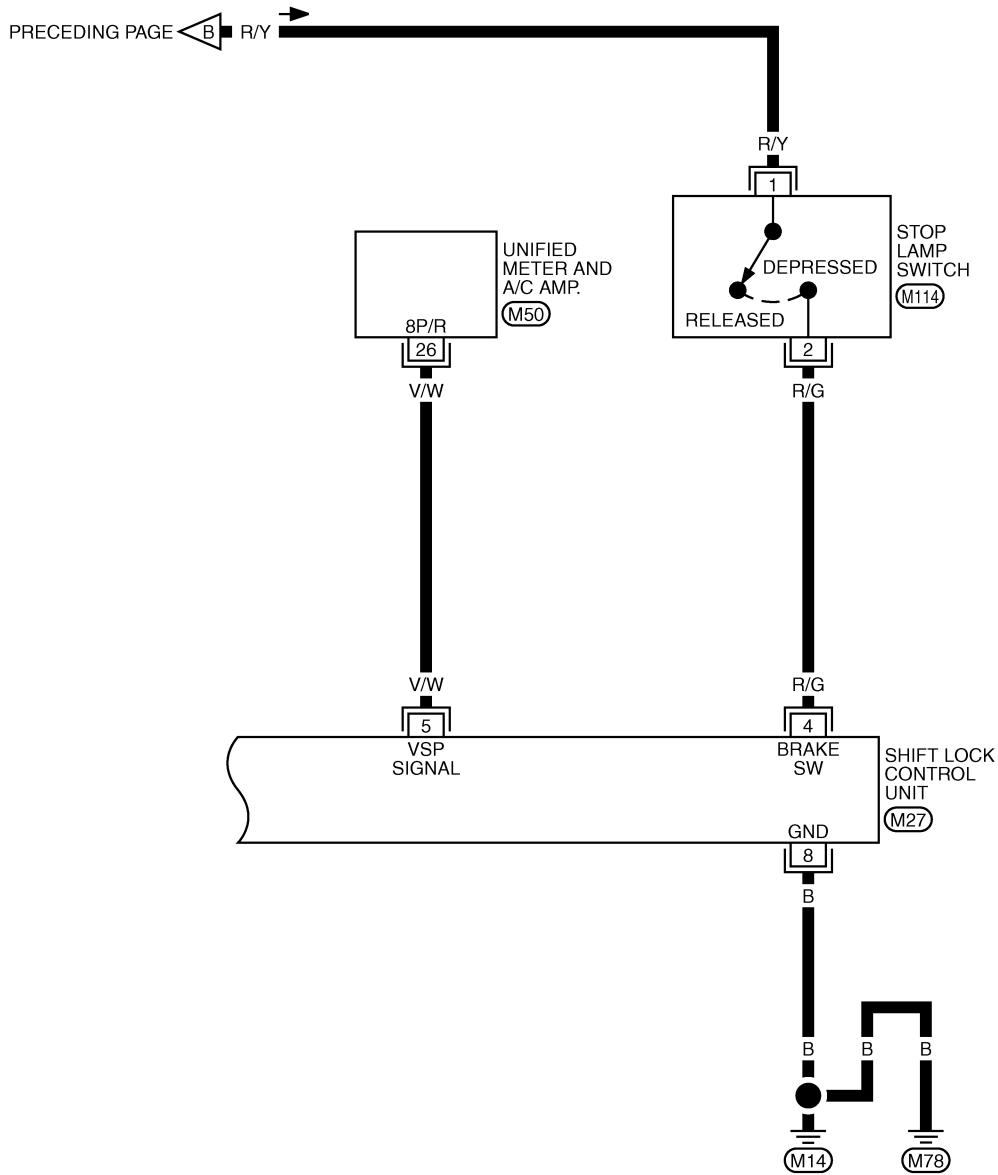 PRECEDING PAGE B R/Y
R/Y
1
STOP
LAMP
SWITCH
M114
DEPRESSED
RELEASED
2
R/G
UNIFIED
METER AND
A/C AMP.
M50
8P/R
26
V/W
V/W
R/G
5
4
VSP
SIGNAL
BRAKE
SW
SHIFT LOCK
CONTROL
UNIT
M27
GND
8
B
B B B
M14 M78